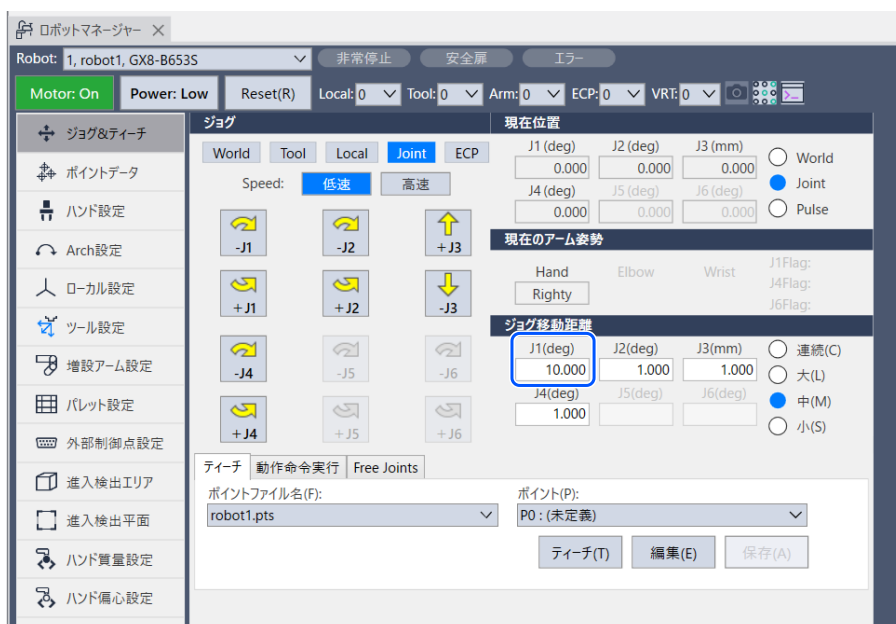 ロボットマネージャー
Robot: 1, robot1, GX8-B653S 非常停止 安全扉 エラー
Motor: On Power: Low Reset(R) Local: 0 Tool: 0 Arm: 0 ECP: 0 VRT: 0
ジョグ&ティーチ
ポイントデータ
ハンド設定
Arch設定
ローカル設定
ツール設定
増設アーム設定
パレット設定
外部制御点設定
進入検出エリア
進入検出平面
ハンド質量設定
ハンド偏心設定
ジョグ
World Tool Local Joint ECP
Speed: 低速 高速
-J1 -J2 +J3
+J1 +J2 -J3
-J4 -J5 -J6
+J4 +J5 +J6
現在位置
J1 (deg) J2 (deg) J3 (mm)
0.000 0.000 0.000
J4 (deg) J5 (deg) J6 (deg)
0.000 0.000 0.000
World
Joint
Pulse
現在のアーム姿勢
Hand Elbow Wrist
Righty
J1Flag:
J4Flag:
J6Flag:
ジョグ移動距離
J1(deg) J2(deg) J3(mm)
10.000 1.000 1.000
J4(deg) J5(deg) J6(deg)
1.000
連続(C)
大(L)
中(M)
小(S)
ティーチ 動作命令実行 Free Joints
ポイントファイル名(F): ポイント(P):
robot1.pts P0 : (未定義)
ティーチ(T) 編集(E) 保存(A)